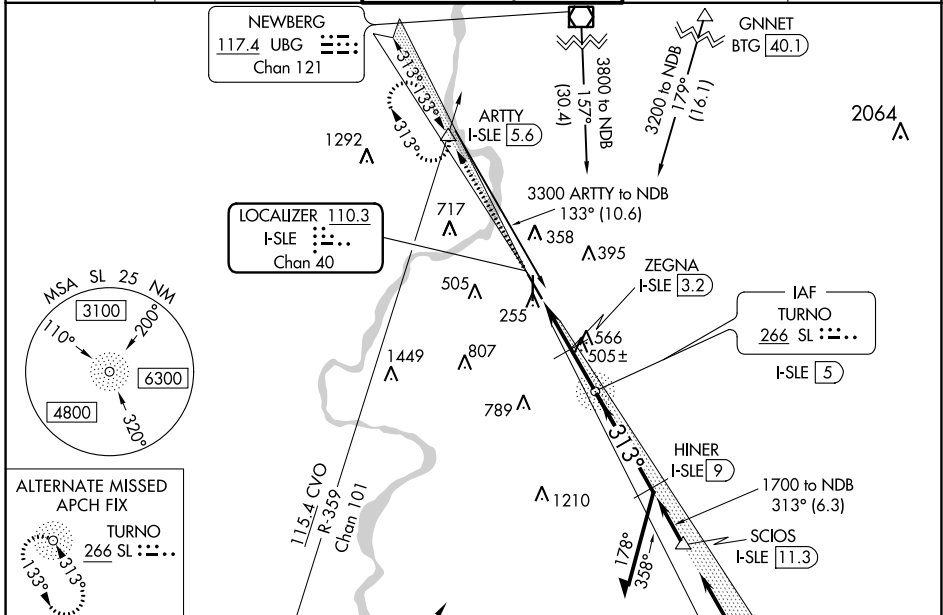 NEWBERG
117.4 UBG
Chan 121
GNNET
BTG 40.1
3800 to NDB
157°
(30.4)
3200 to NDB
179°
(16.1)
313°
133°
313°
ARTTY
I-SLE 5.6
2064
1292
3300 ARTTY to NDB
133° (10.6)
717
358
395
LOCALIZER 110.3
I-SLE
Chan 40
ZEGNA
I-SLE 3.2
IAF
TURNO
266 SL
I-SLE 5
505
255
566
505±
MSA SL 25 NM
3100
110°
200°
6300
4800
320°
1449
807
789
313°
HINER
I-SLE 9
1700 to NDB
313° (6.3)
SCIOS
I-SLE 11.3
1210
178°
358°
115.4 CVO
R-359
Chan 101
ALTERNATE MISSED
APCH FIX
TURNO
266 SL
133°
313°